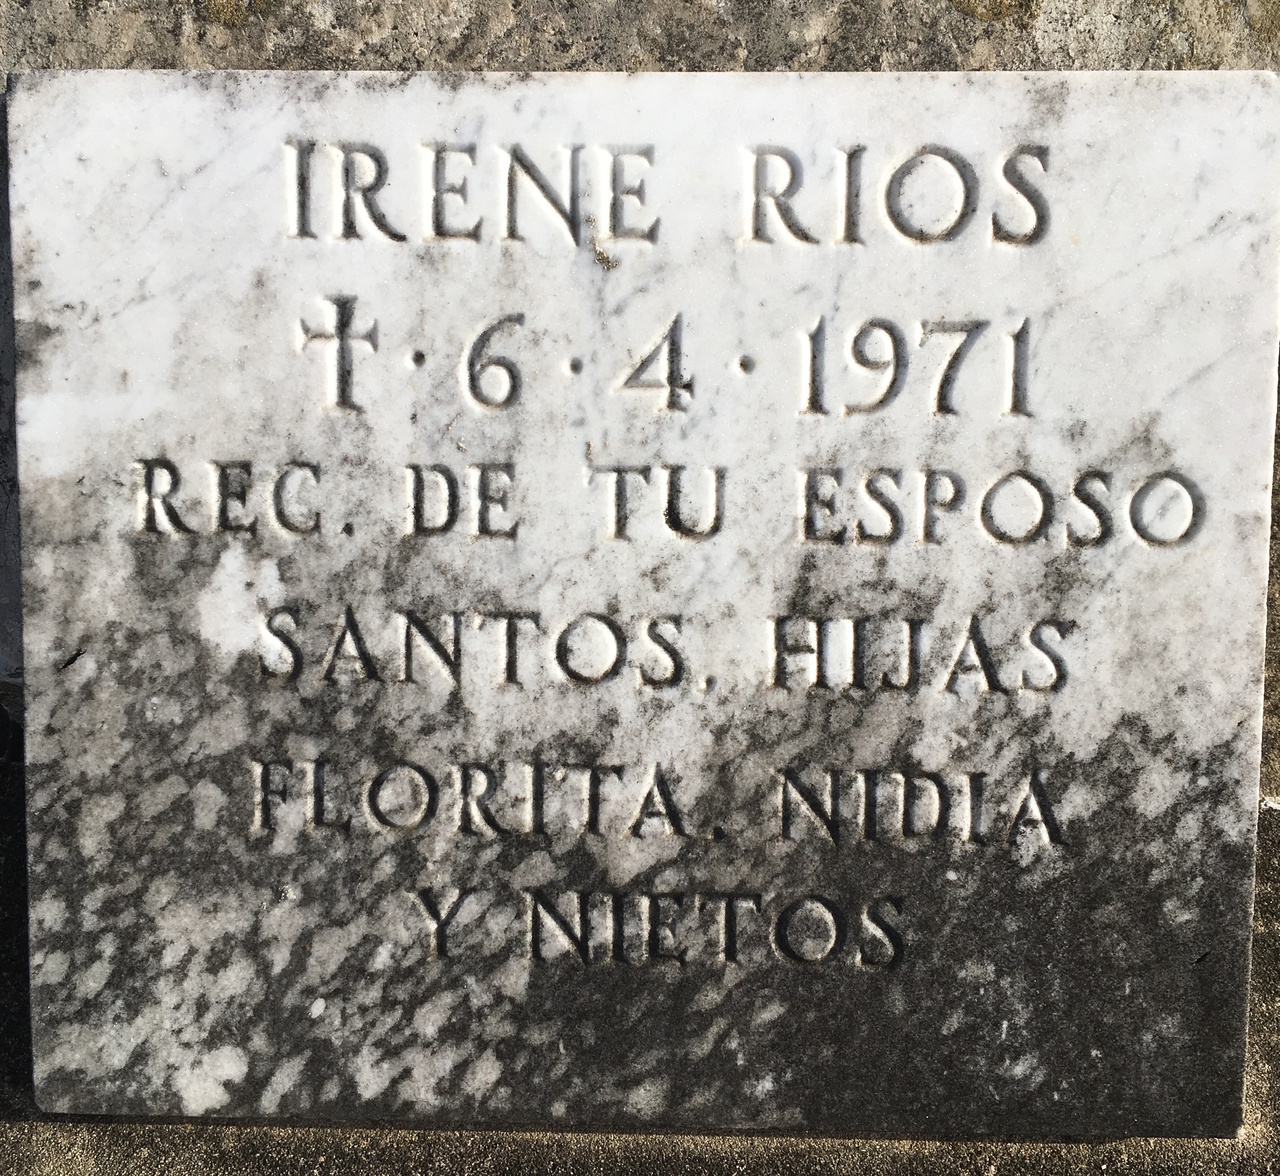 IRENE RIOS
✝ · 6 · 4 · 1971
REC. DE TU ESPOSO
SANTOS, HIJAS
FLORITA, NIDIA
Y NIETOS